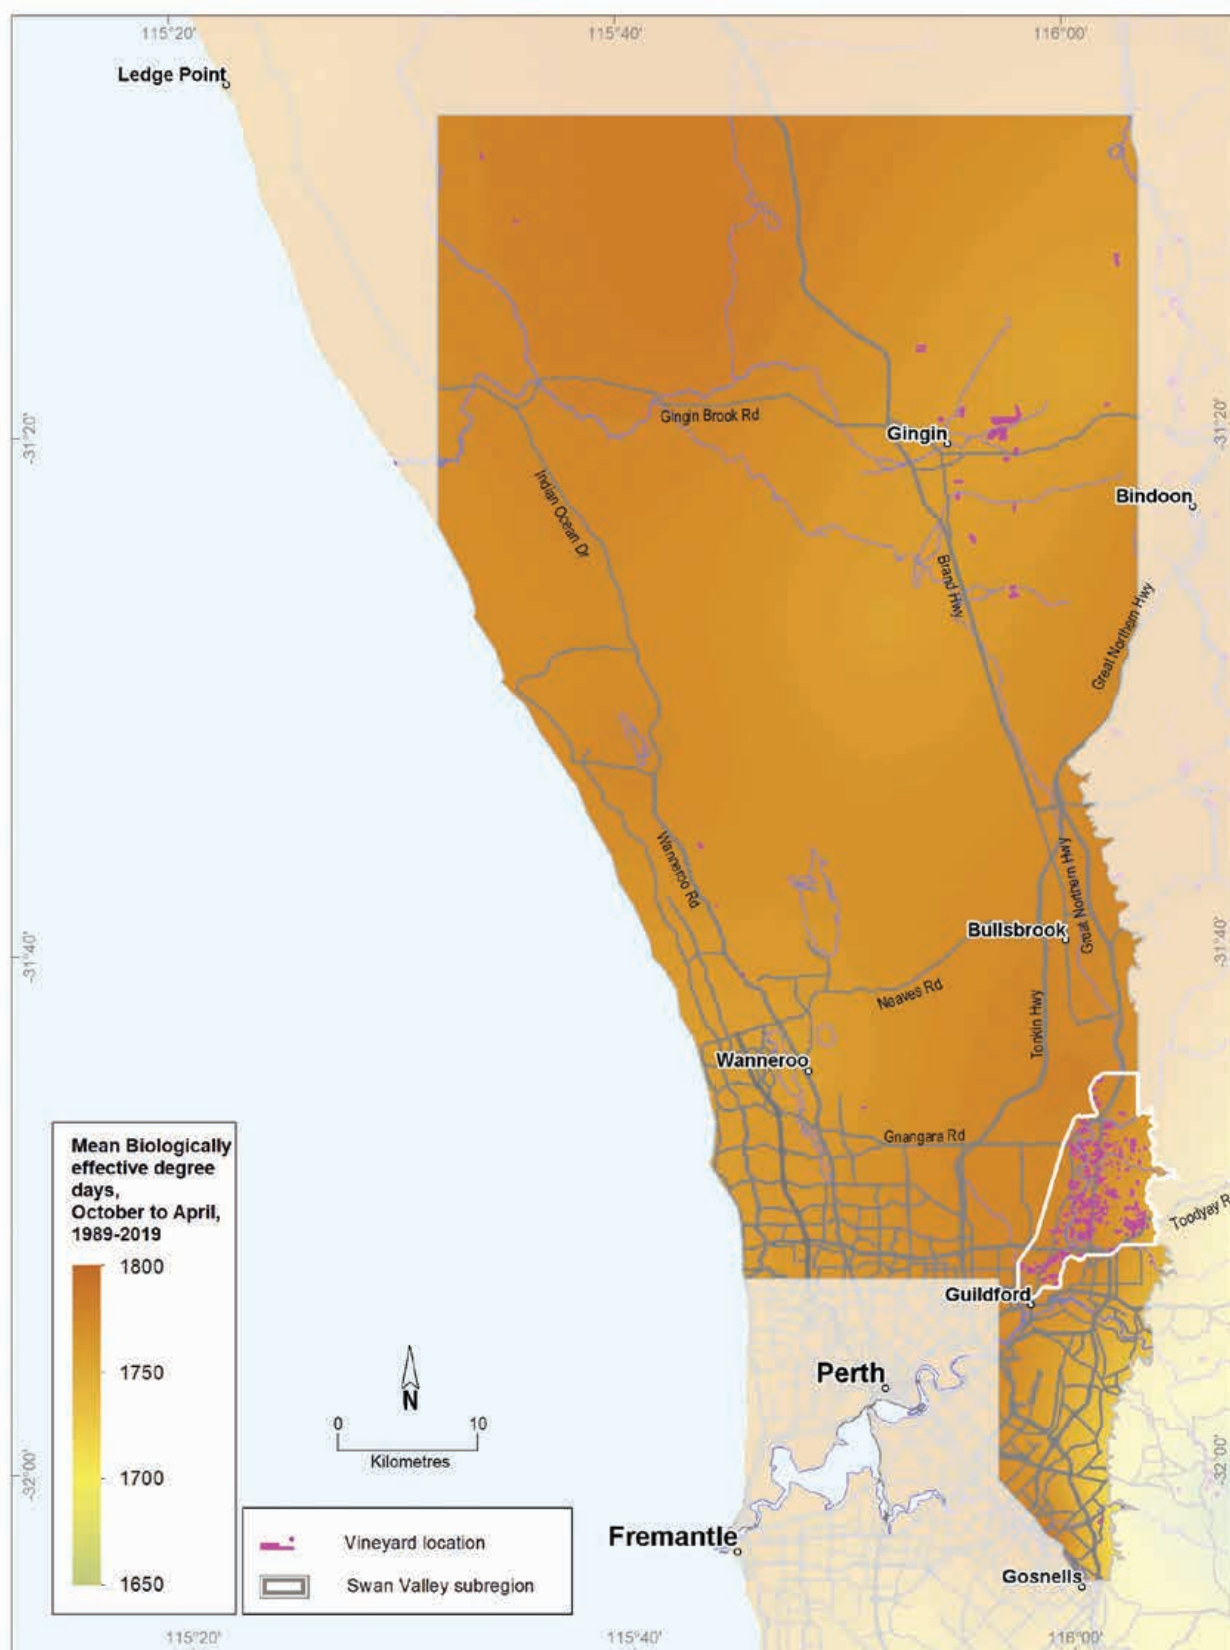 115°20'
115°40'
116°00'
Ledge Point
-31°20'
-31°20'
Gingin Brook Rd
Gingin
Bindoon
Indian Ocean Dr
Brand Hwy
Great Northern Hwy
Wanneroo Rd
Great Northern Hwy
Bullsbrook
-31°40'
-31°40'
Neaves Rd
Tonkin Hwy
Wanneroo
Gnangara Rd
Toodyay R
Mean Biologically
effective degree
days,
October to April,
1989-2019
1800
1750
1700
1650
Guildford
N
0 10
Kilometres
Perth
-32°00'
-32°00'
Vineyard location
Swan Valley subregion
Fremantle
Gosnells
115°20'
115°40'
116°00'